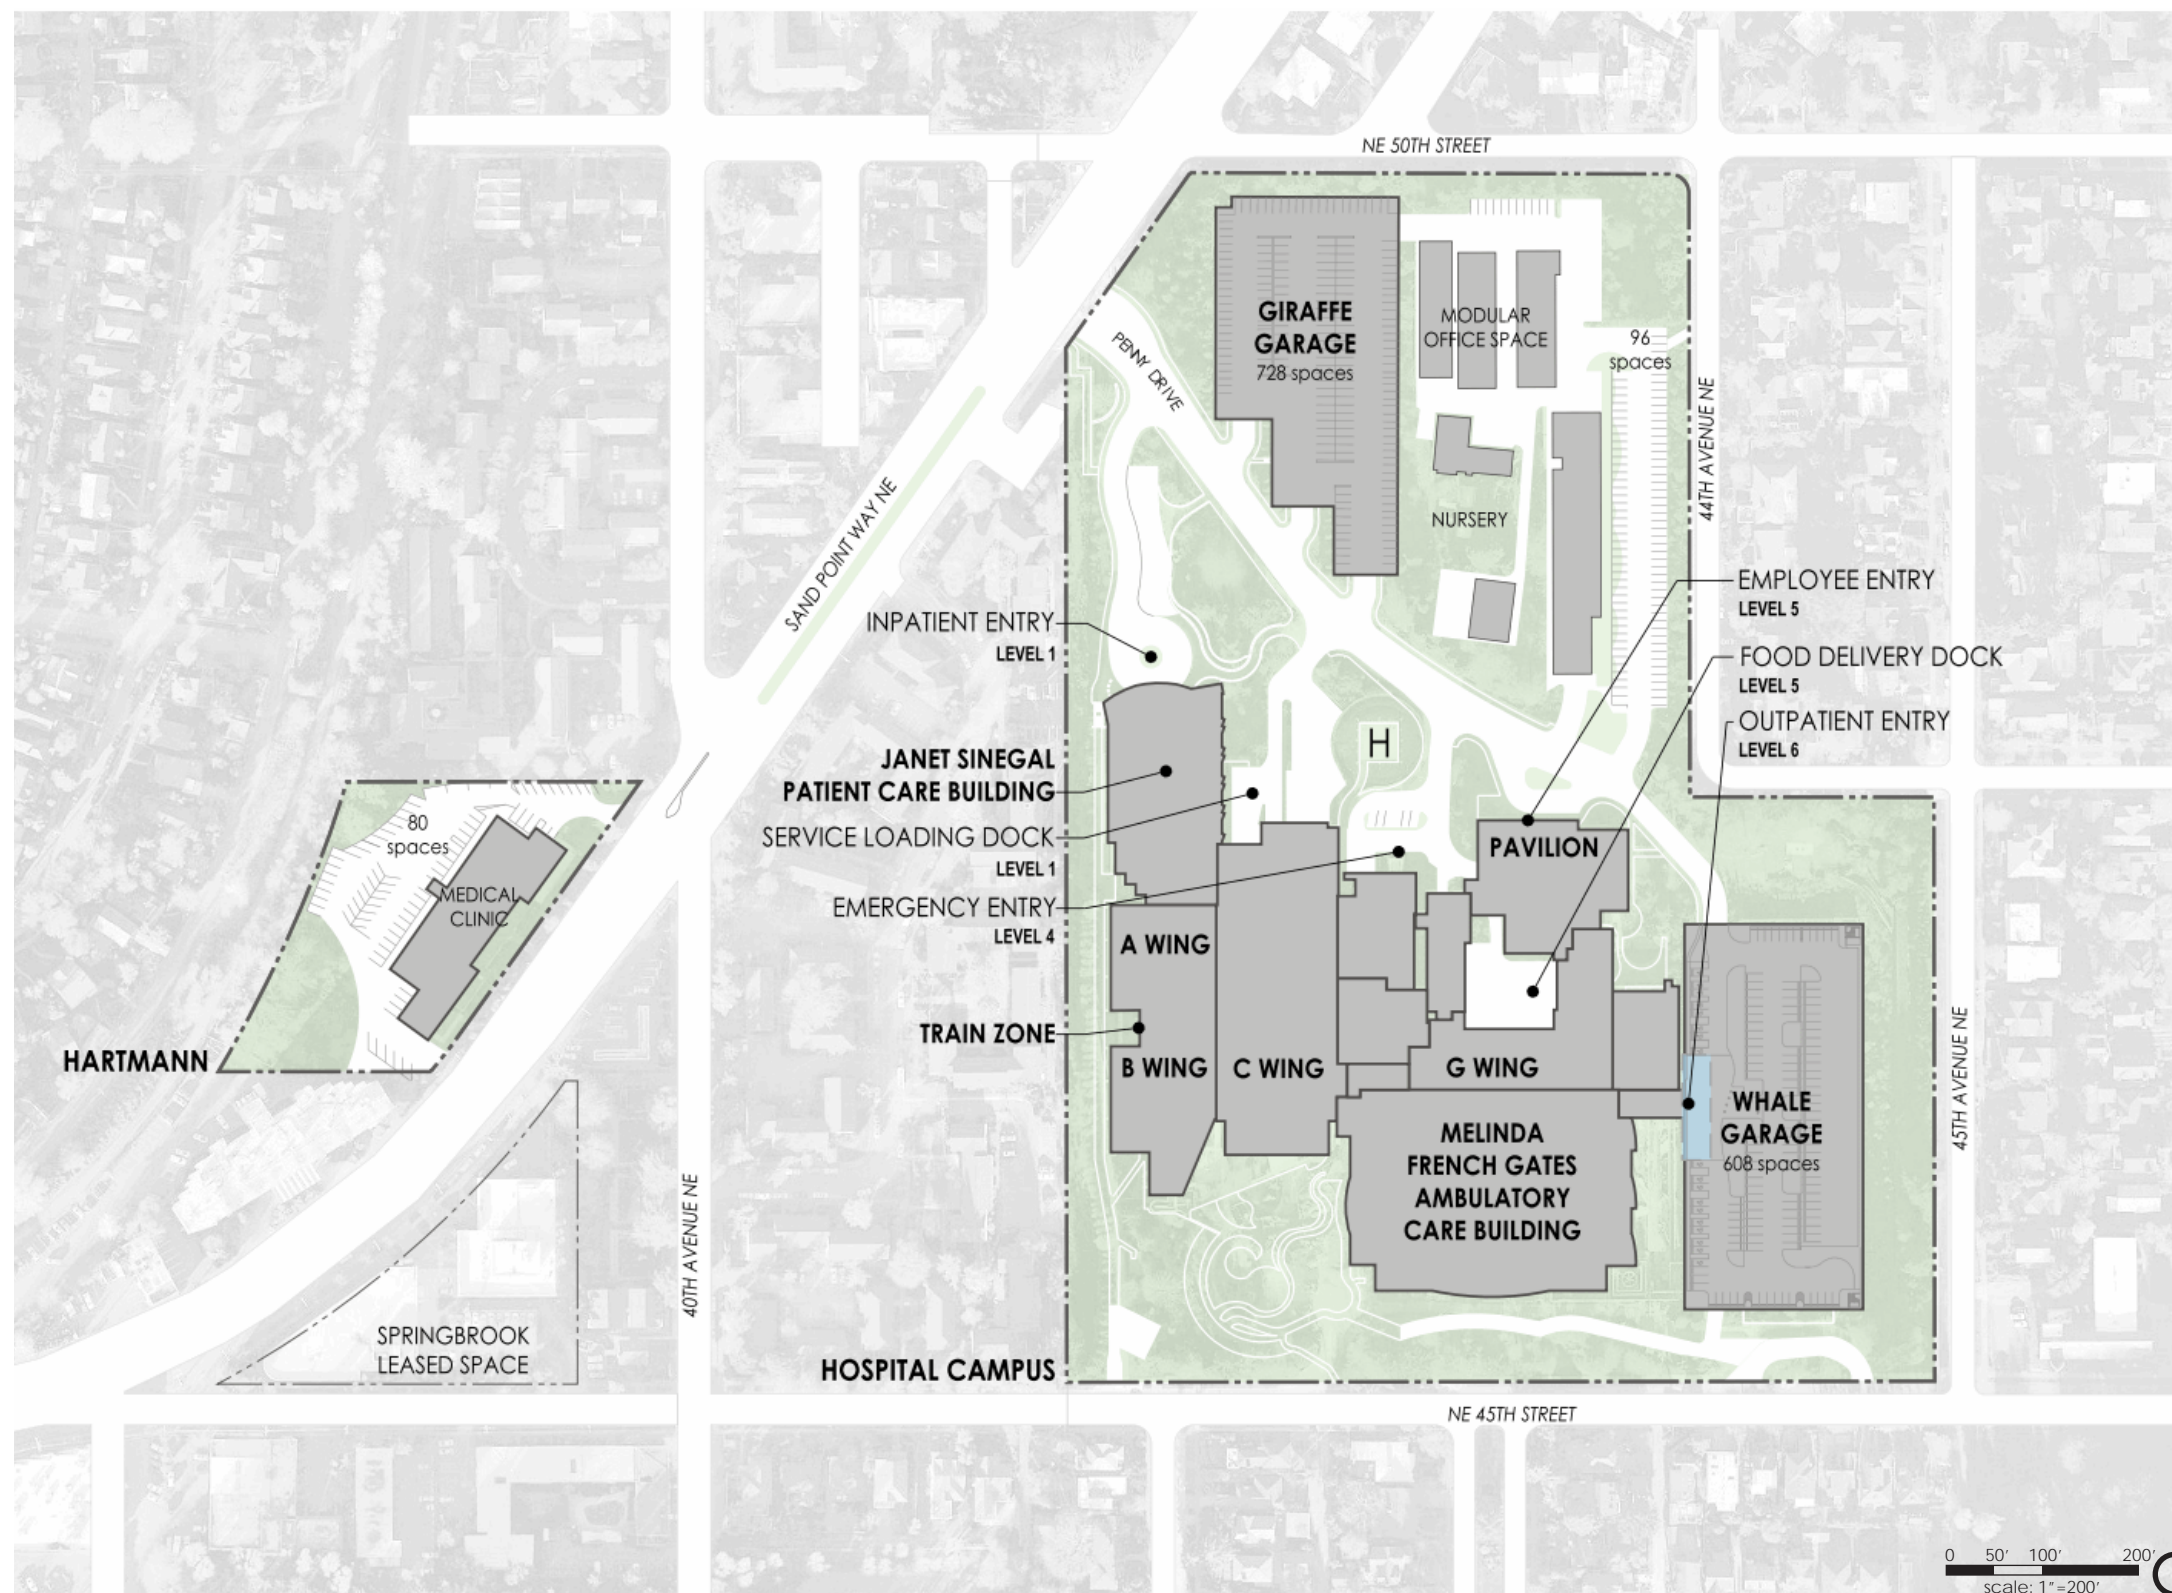 NE 50TH STREET
GIRAFFE
GARAGE
728 spaces
MODULAR
OFFICE SPACE
96
spaces
PENNY DRIVE
44TH AVENUE NE
SAND POINT WAY NE
NURSERY
EMPLOYEE ENTRY
LEVEL 5
INPATIENT ENTRY
LEVEL 1
FOOD DELIVERY DOCK
LEVEL 5
OUTPATIENT ENTRY
LEVEL 6
H
JANET SINEGAL
PATIENT CARE BUILDING
SERVICE LOADING DOCK
LEVEL 1
80
spaces
PAVILION
MEDICAL
CLINIC
EMERGENCY ENTRY
LEVEL 4
A WING
TRAIN ZONE
HARTMANN
B WING
C WING
G WING
45TH AVENUE NE
WHALE
GARAGE
608 spaces
MELINDA
FRENCH GATES
AMBULATORY
CARE BUILDING
40TH AVENUE NE
SPRINGBROOK
LEASED SPACE
HOSPITAL CAMPUS
NE 45TH STREET
0 50' 100' 200'
scale: 1"=200'